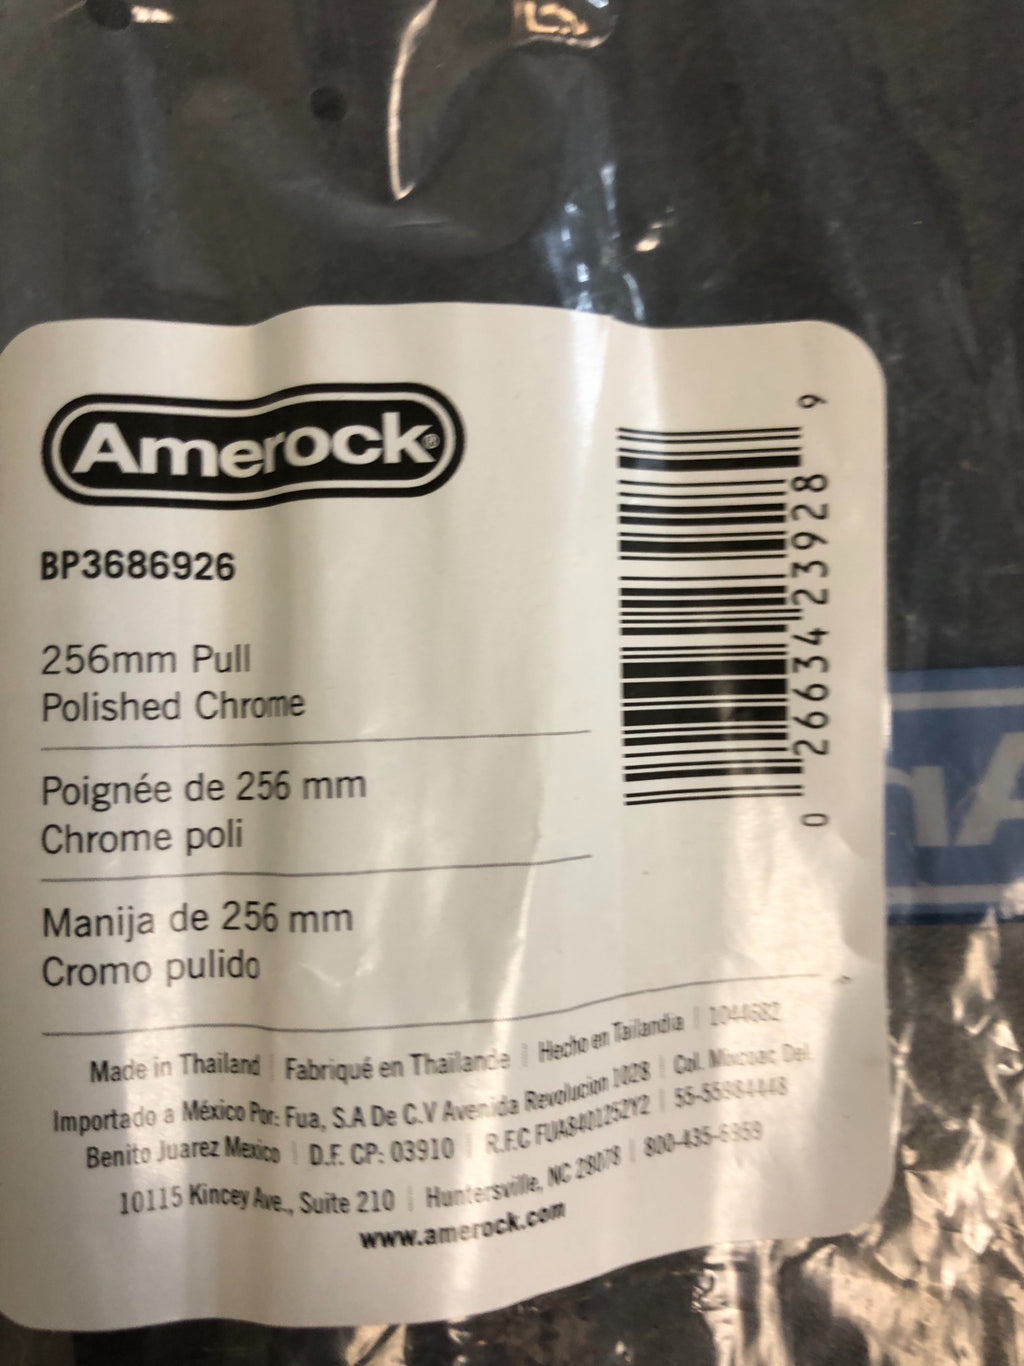 Amerock®
BP3686926
256mm Pull
Polished Chrome
Poignée de 256 mm
Chrome poli
Manija de 256 mm
Cromo pulido
Made in Thailand | Fabriqué en Thaïlande | Hecho en Tailandia | 1044682
Importado a México Por: Fua, S.A De C.V Avenida Revolucion 1028 | Col. Mixcoac Del.
Benito Juarez Mexico | D.F. CP: 03910 | R.F.C FUA8401252Y2 | 55-55984448
10115 Kincey Ave., Suite 210 | Huntersville, NC 28078 | 800-435-6959
www.amerock.com
0 26634 23928 9